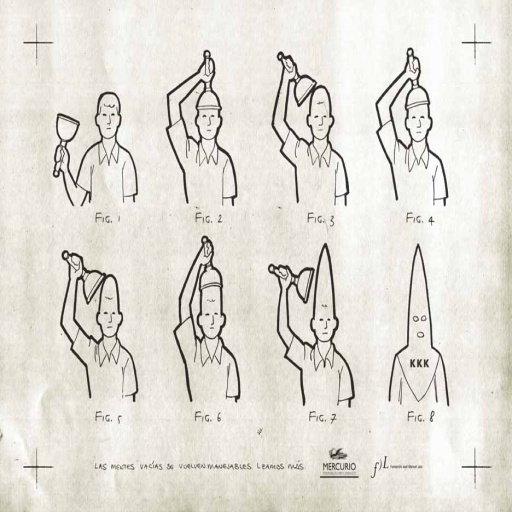 FIG. 1 FIG. 2 FIG. 3 FIG. 4
KKK
FIG. 5 FIG. 6 FIG. 7 FIG. 8
LAS MENTES VACÍAS SE VUELVEN MANEJABLES. LEAMOS MÁS.
MERCURIO
fJL